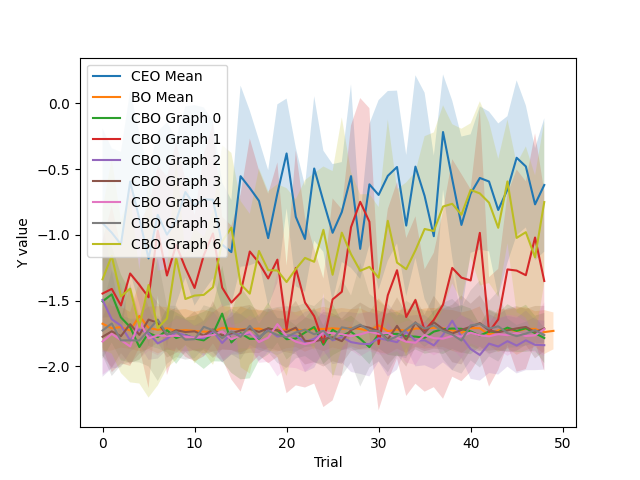 CEO Mean
BO Mean
CBO Graph 0
CBO Graph 1
CBO Graph 2
CBO Graph 3
CBO Graph 4
CBO Graph 5
CBO Graph 6
0.0
−0.5
−1.0
−1.5
−2.0
Y value
0 10 20 30 40 50
Trial